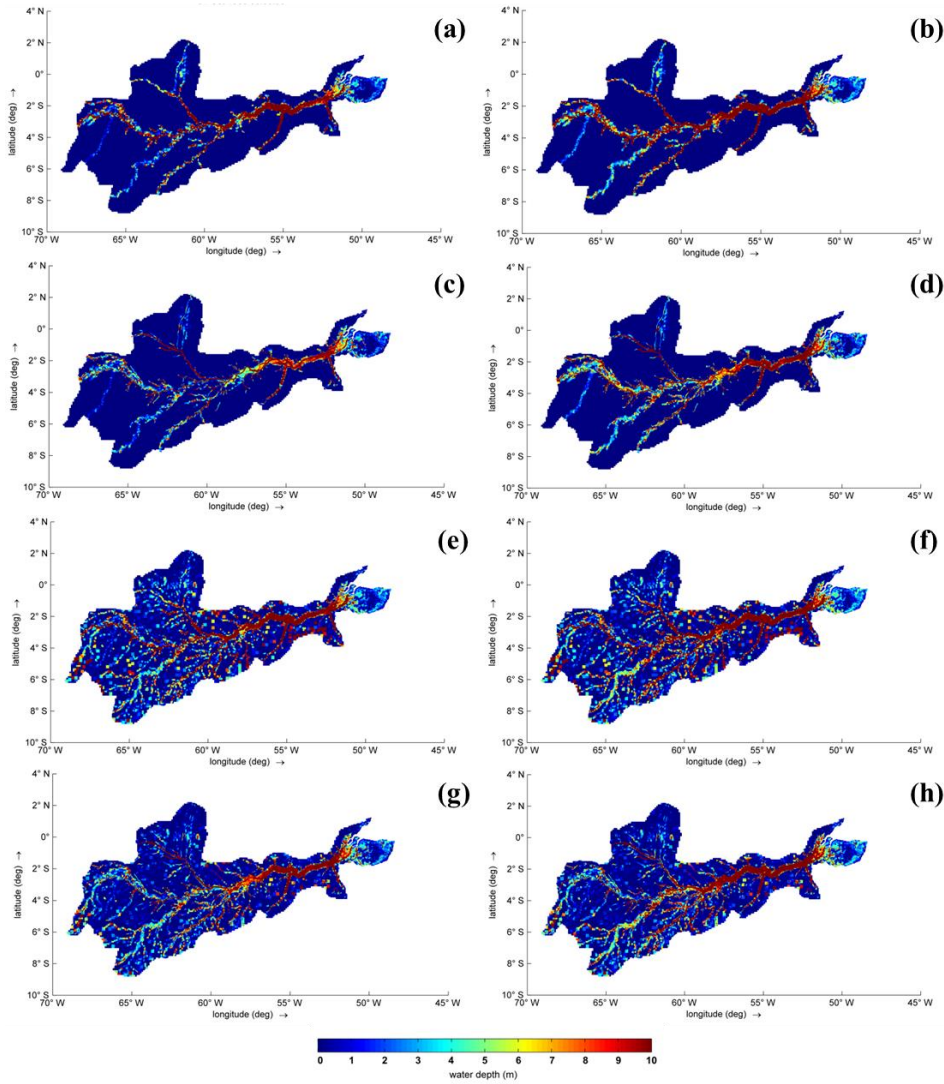 (a)
4° N
2° N
0°
2° S
4° S
6° S
8° S
10° S
latitude (deg) →
70° W 65° W 60° W 55° W 50° W 45° W
longitude (deg) →
(b)
4° N
2° N
0°
2° S
4° S
6° S
8° S
10° S
latitude (deg) →
70° W 65° W 60° W 55° W 50° W 45° W
longitude (deg) →
(c)
4° N
2° N
0°
2° S
4° S
6° S
8° S
10° S
latitude (deg) →
70° W 65° W 60° W 55° W 50° W 45° W
longitude (deg) →
(d)
4° N
2° N
0°
2° S
4° S
6° S
8° S
10° S
latitude (deg) →
70° W 65° W 60° W 55° W 50° W 45° W
longitude (deg) →
(e)
4° N
2° N
0°
2° S
4° S
6° S
8° S
10° S
latitude (deg) →
70° W 65° W 60° W 55° W 50° W 45° W
longitude (deg) →
(f)
4° N
2° N
0°
2° S
4° S
6° S
8° S
10° S
latitude (deg) →
70° W 65° W 60° W 55° W 50° W 45° W
longitude (deg) →
(g)
4° N
2° N
0°
2° S
4° S
6° S
8° S
10° S
latitude (deg) →
70° W 65° W 60° W 55° W 50° W 45° W
longitude (deg) →
(h)
4° N
2° N
0°
2° S
4° S
6° S
8° S
10° S
latitude (deg) →
70° W 65° W 60° W 55° W 50° W 45° W
longitude (deg) →
0 1 2 3 4 5 6 7 8 9 10
water depth (m)